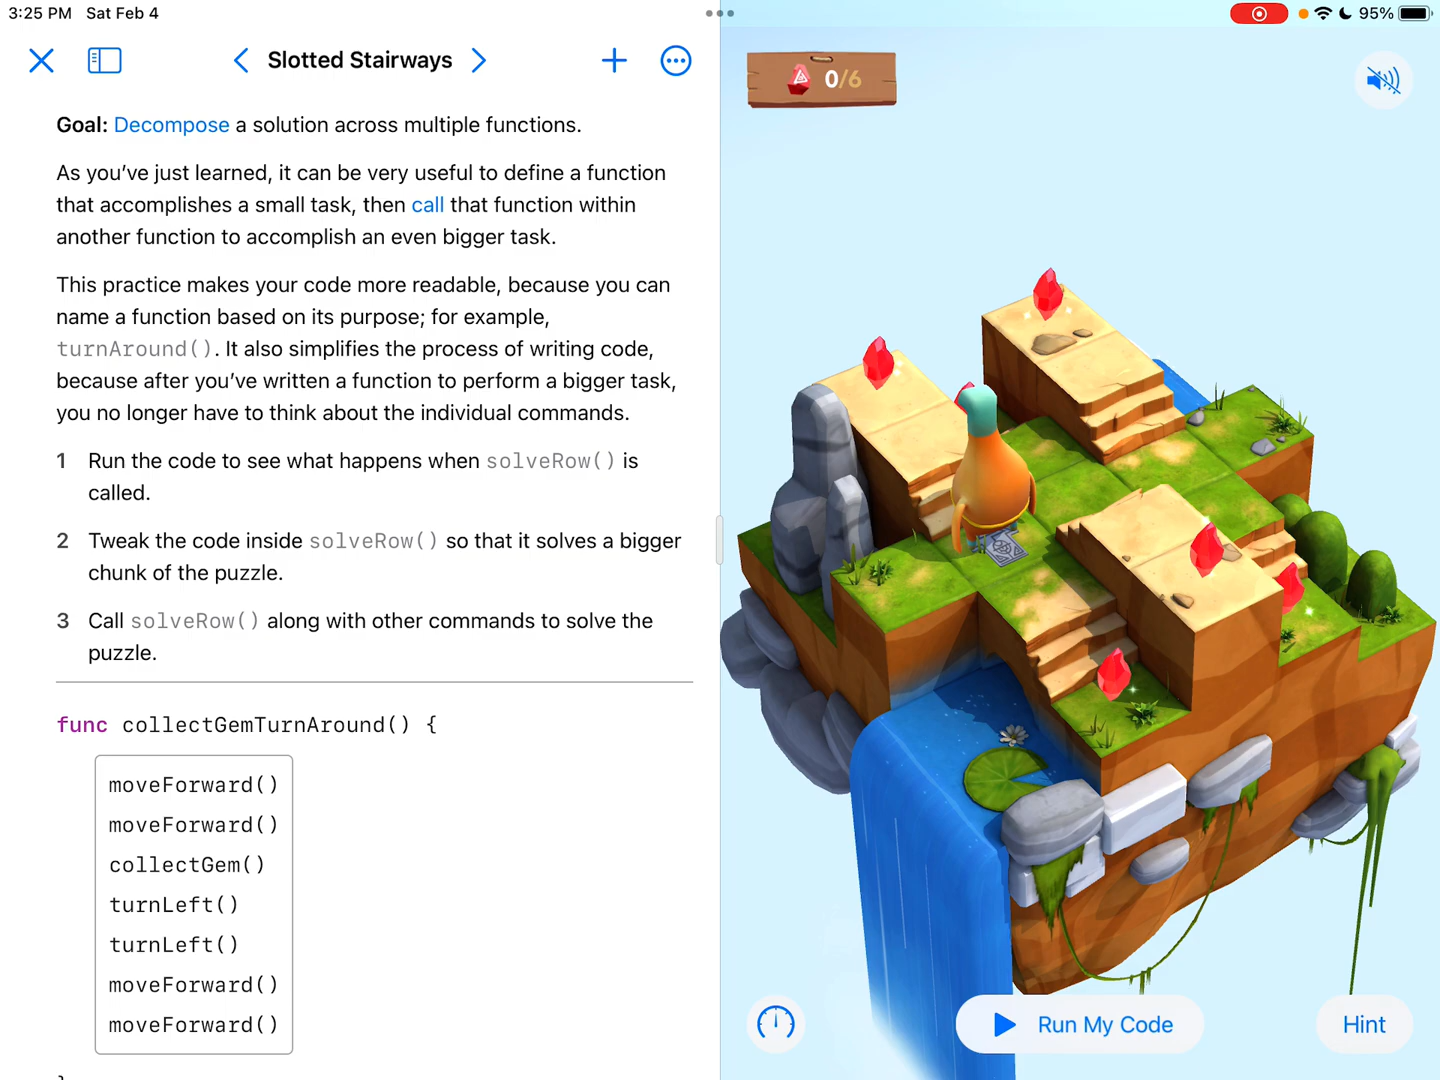 3:25 PM Sat Feb 4
95%
Slotted Stairways
Goal: Decompose a solution across multiple functions.
As you’ve just learned, it can be very useful to define a function
that accomplishes a small task, then call that function within
another function to accomplish an even bigger task.
This practice makes your code more readable, because you can
name a function based on its purpose; for example,
turnAround(). It also simplifies the process of writing code,
because after you’ve written a function to perform a bigger task,
you no longer have to think about the individual commands.
1 Run the code to see what happens when solveRow() is
called.
2 Tweak the code inside solveRow() so that it solves a bigger
chunk of the puzzle.
3 Call solveRow() along with other commands to solve the
puzzle.
func collectGemTurnAround() {
moveForward()
moveForward()
collectGem()
turnLeft()
turnLeft()
moveForward()
moveForward()
0/6
Run My Code
Hint